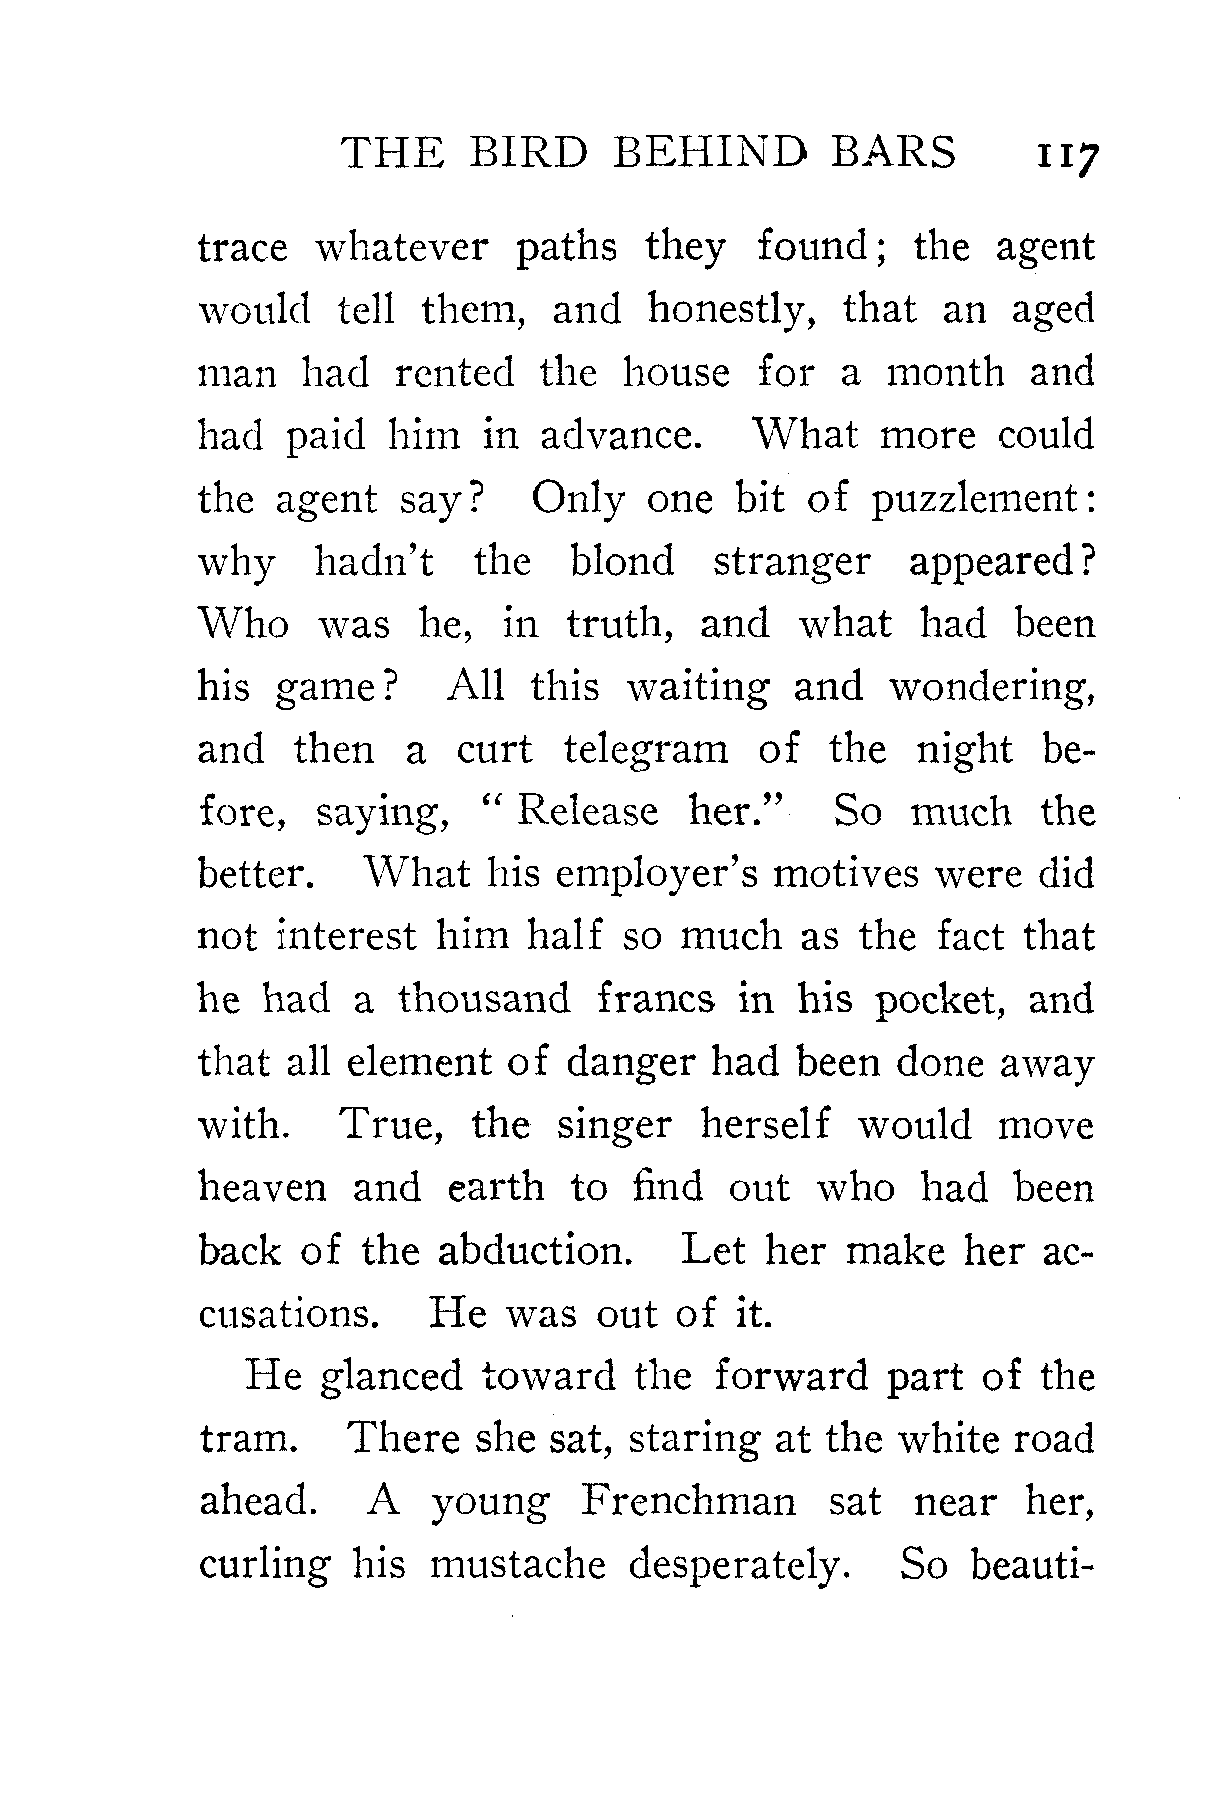 THE BIRD BEHIND BARS 117
trace whatever paths they found; the agent
would tell them, and honestly, that an aged
man had rented the house for a month and
had paid him in advance. What more could
the agent say? Only one bit of puzzlement:
why hadn't the blond stranger appeared?
Who was he, in truth, and what had been
his game? All this waiting and wondering,
and then a curt telegram of the night be-
fore, saying, "Release her." So much the
better. What his employer's motives were did
not interest him half so much as the fact that
he had a thousand francs in his pocket, and
that all element of danger had been done away
with. True, the singer herself would move
heaven and earth to find out who had been
back of the abduction. Let her make her ac-
cusations. He was out of it.
He glanced toward the forward part of the
tram. There she sat, staring at the white road
ahead. A young Frenchman sat near her,
curling his mustache desperately. So beauti-